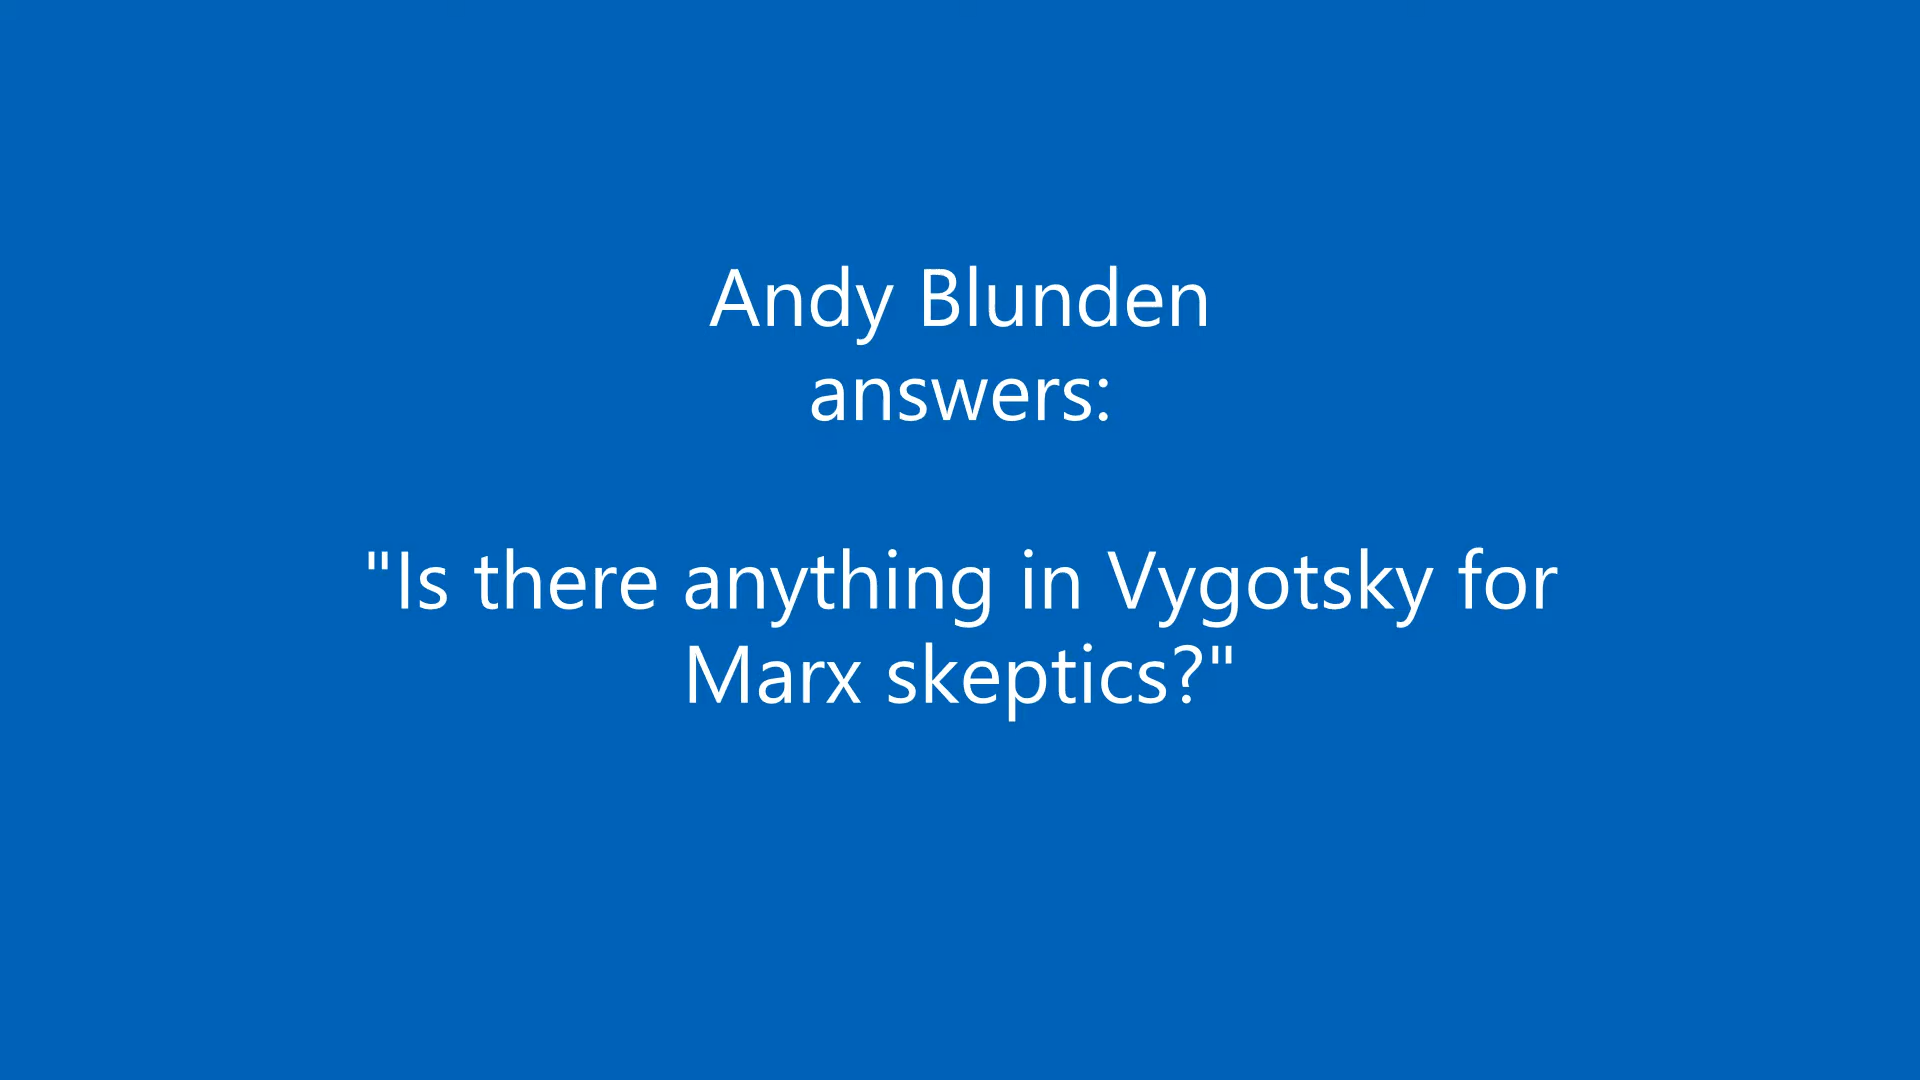 Andy Blunden
answers:
"Is there anything in Vygotsky for
Marx skeptics?"